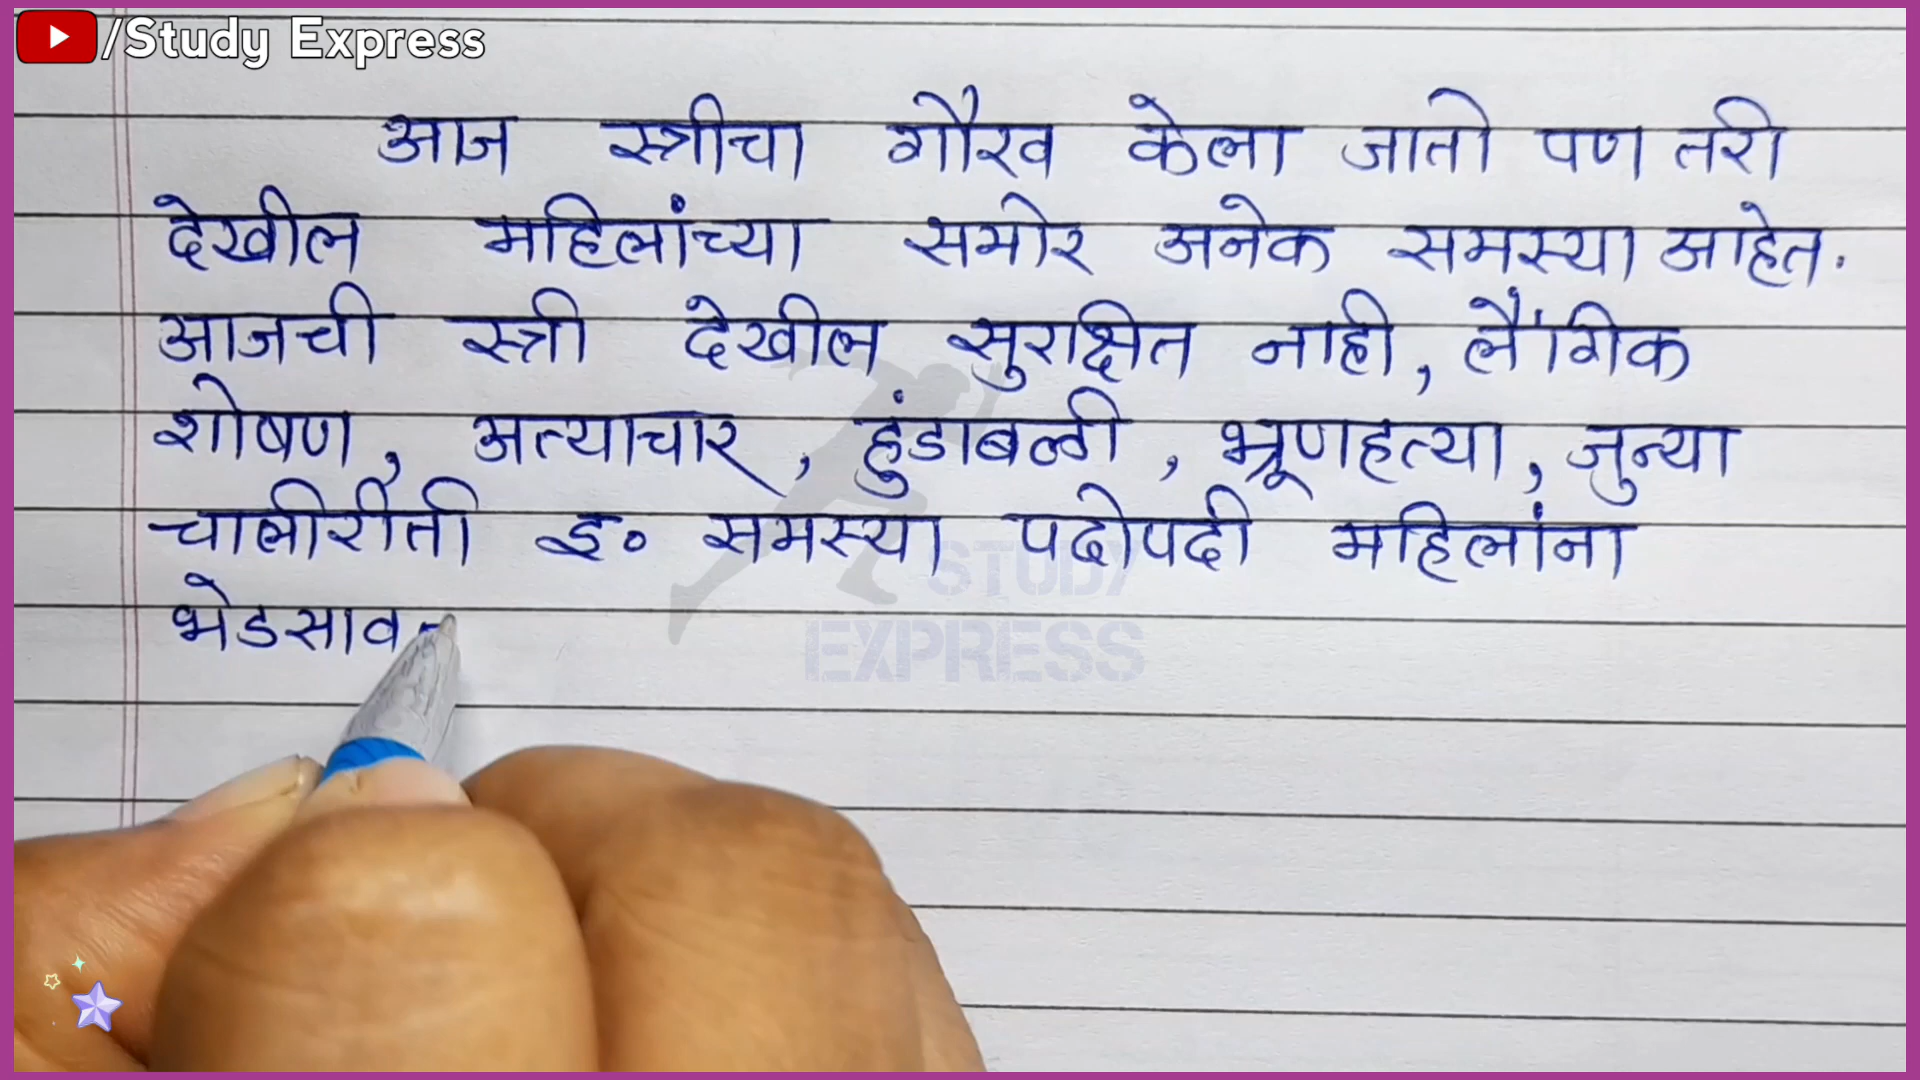 /Study Express
आज स्त्रीचा गौरव केला जातो पण तरी
देखील महिलांच्या समोर अनेक समस्या आहेत.
आजची स्त्री देखील सुरक्षित नाही, लैंगिक
शोषण, अत्याचार, हुंडाबळी, भ्रूणहत्या, जुन्या
चालीरीती इ० समस्या पदोपदी महिलांना
भेडसाव
STUDY
EXPRESS